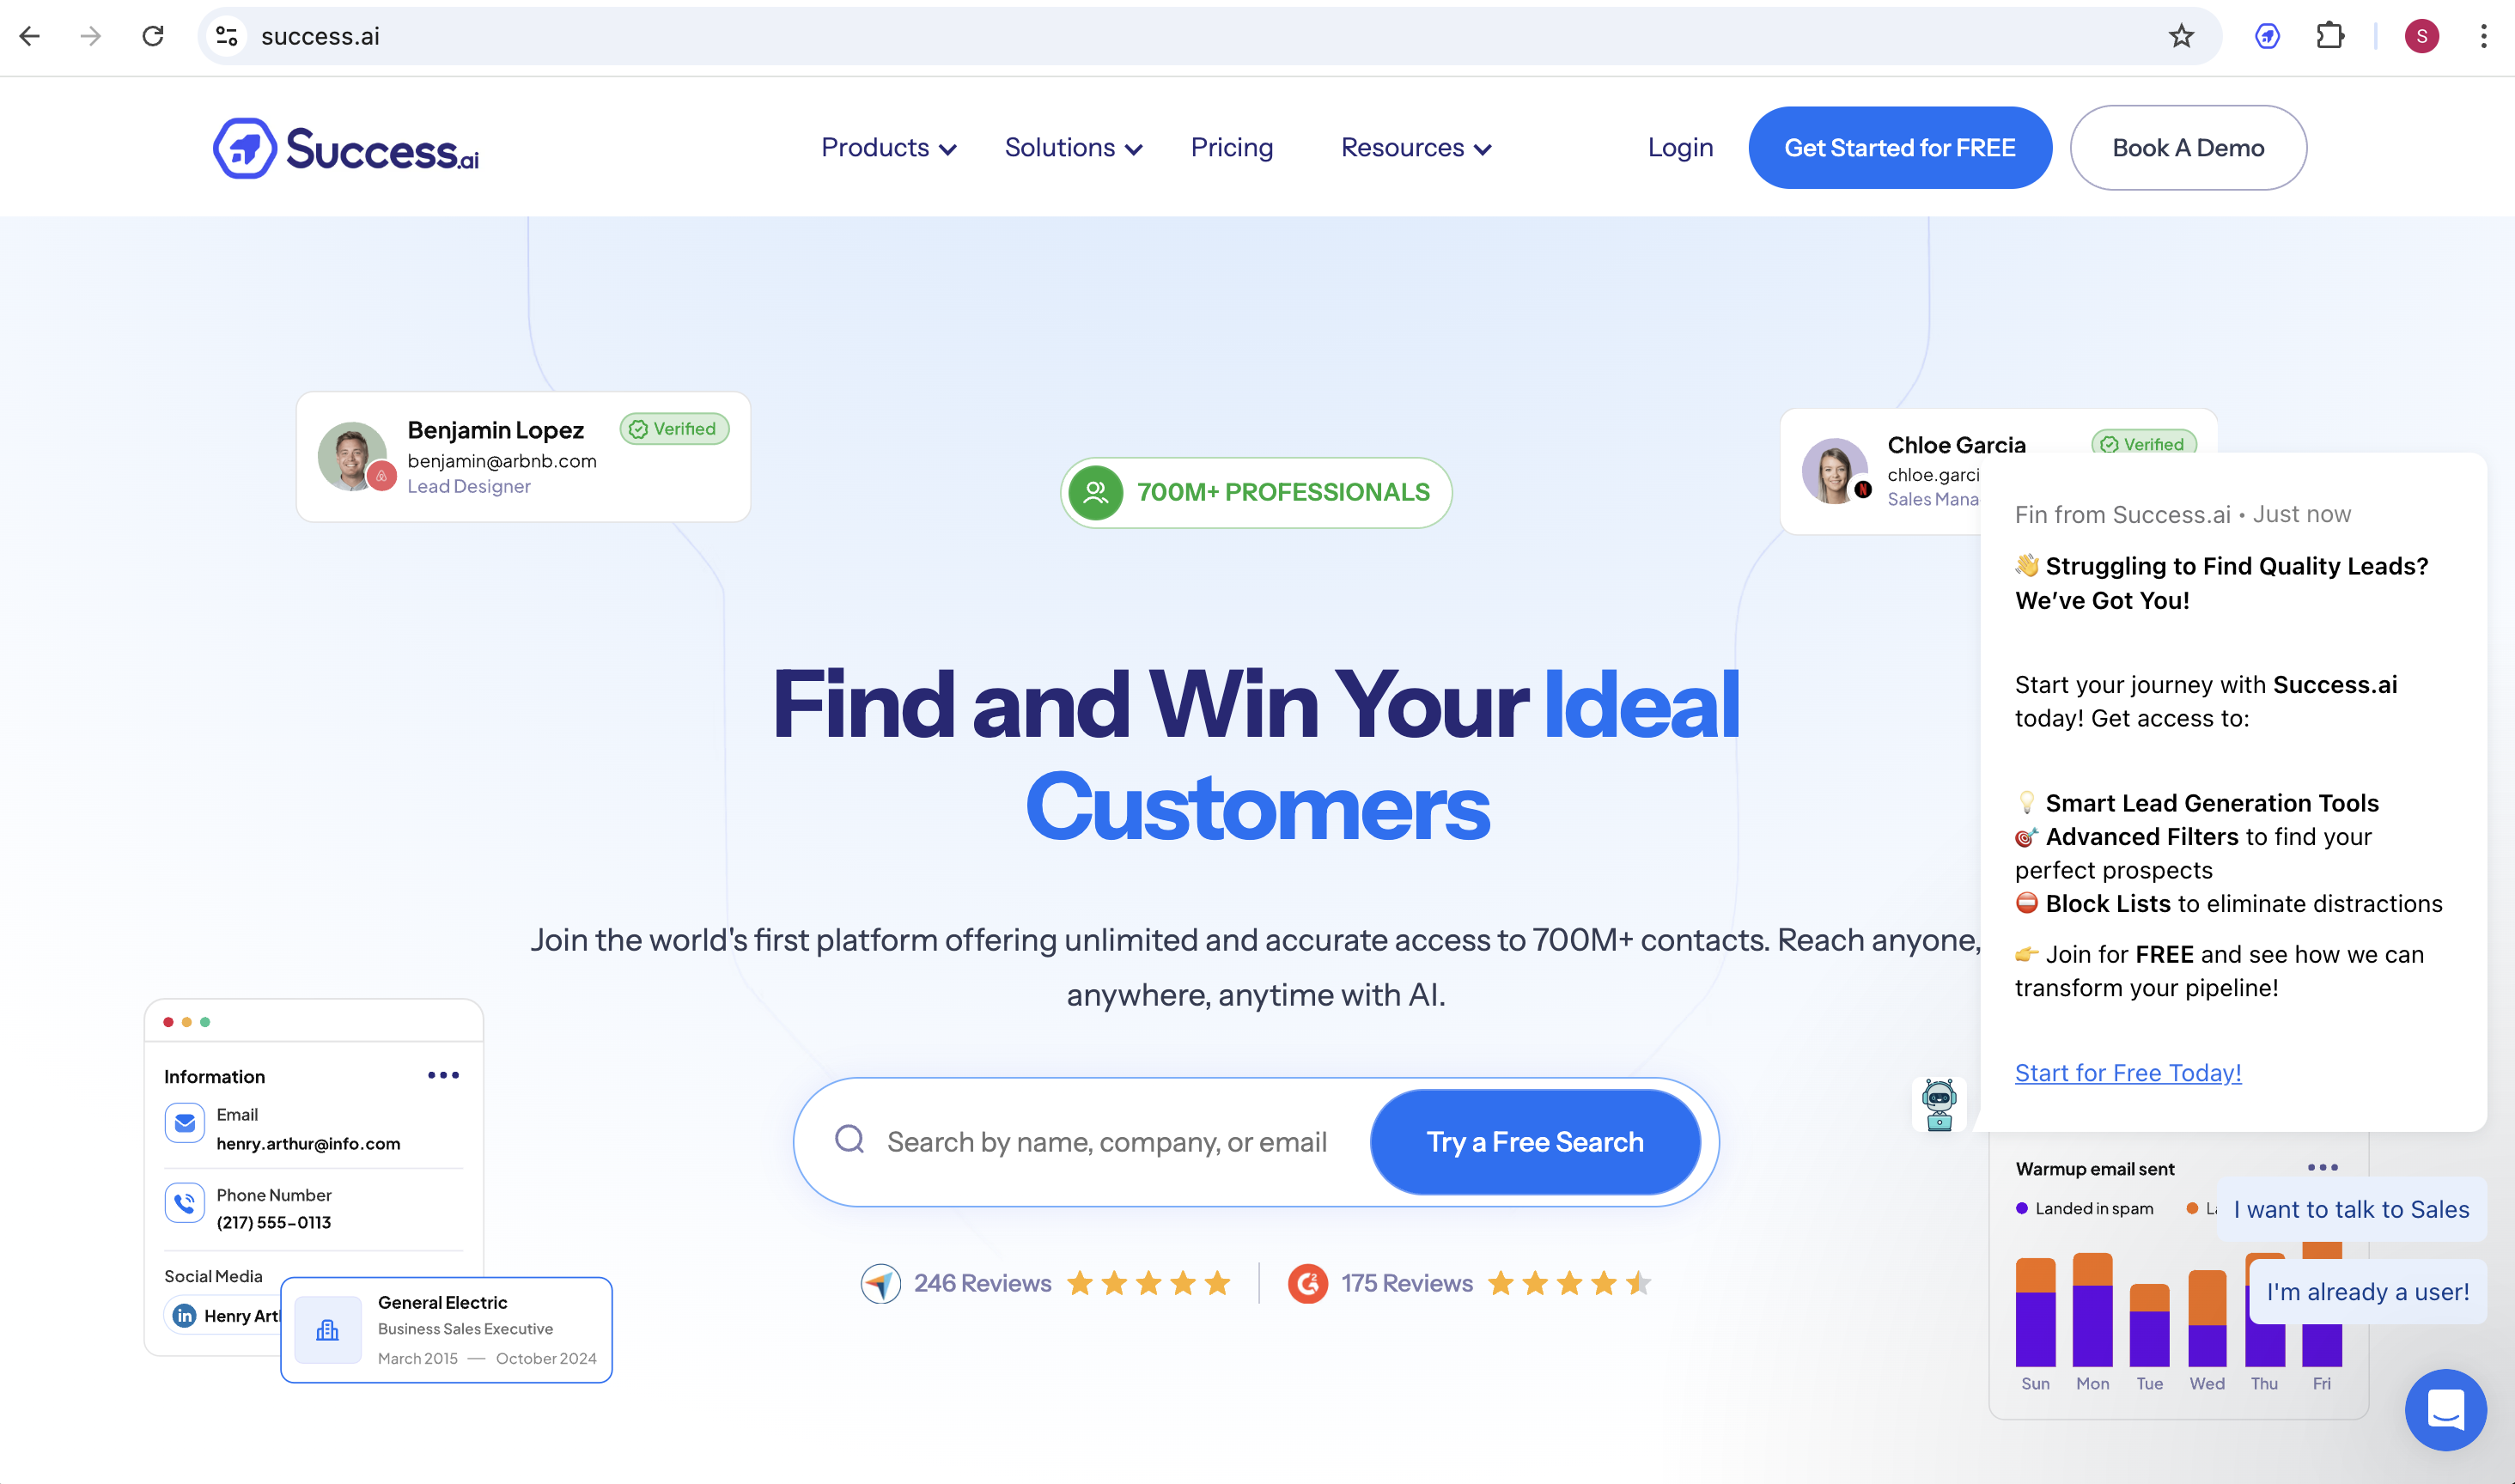 success.ai
S
Success.ai
Products
Solutions
Pricing
Resources
Login
Get Started for FREE
Book A Demo
Benjamin Lopez
Verified
benjamin@arbnb.com
Lead Designer
700M+ PROFESSIONALS
Chloe Garcia
Verified
chloe.garci
Sales Mana
Find and Win Your Ideal
Customers
Join the world's first platform offering unlimited and accurate access to 700M+ contacts. Reach anyone,
anywhere, anytime with AI.
Search by name, company, or email
Try a Free Search
246 Reviews
175 Reviews
Information
Email
henry.arthur@info.com
Phone Number
(217) 555-0113
Social Media
in Henry Art
General Electric
Business Sales Executive
March 2015 — October 2024
Fin from Success.ai • Just now
👋 Struggling to Find Quality Leads?
We’ve Got You!
Start your journey with Success.ai
today! Get access to:
💡 Smart Lead Generation Tools
🎯 Advanced Filters to find your
perfect prospects
⛔ Block Lists to eliminate distractions
👉 Join for FREE and see how we can
transform your pipeline!
Start for Free Today!
Warmup email sent
Landed in spam
I want to talk to Sales
I'm already a user!
Sun Mon Tue Wed Thu Fri